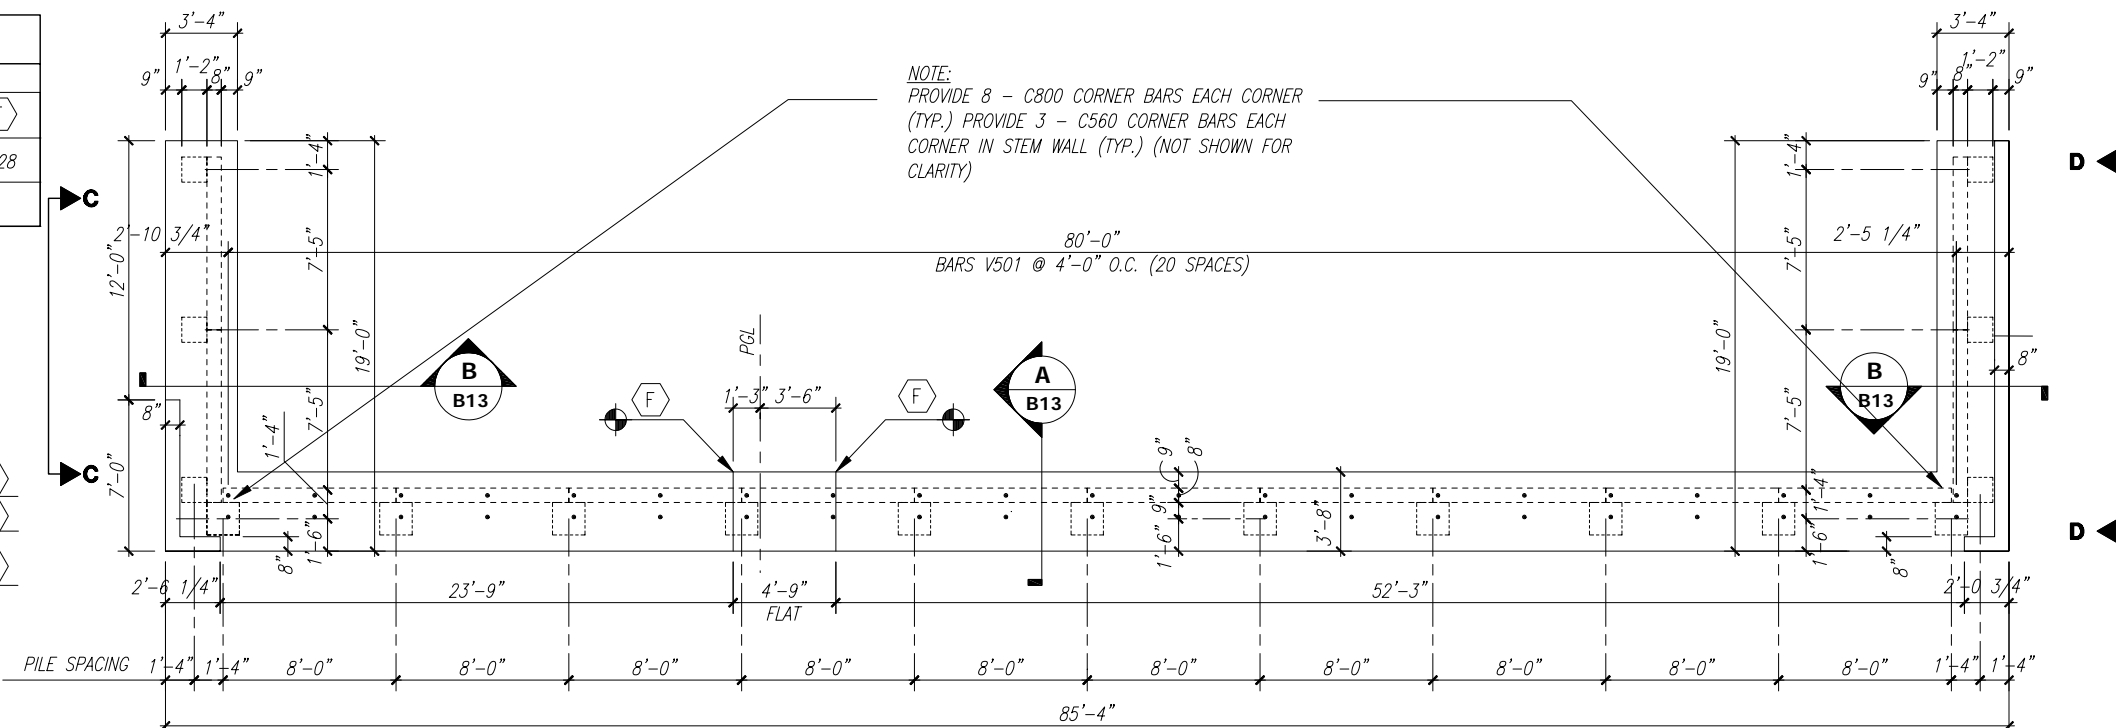 3'-4"
3'-4"
1'-2"
8"
9"
9"
1'-2"
9"
8"
9"
NOTE:
PROVIDE 8 - C800 CORNER BARS EACH CORNER
(TYP.) PROVIDE 3 - C560 CORNER BARS EACH
CORNER IN STEM WALL (TYP.) (NOT SHOWN FOR
CLARITY)
28
1'-4"
1'-4"
D
C
2'-10 3/4"
80'-0"
2'-5 1/4"
BARS V501 @ 4'-0" O.C. (20 SPACES)
12'-0"
7'-5"
7'-5"
19'-0"
PGL
19'-0"
8"
B
B13
A
B13
B
B13
F
1'-3"
3'-6"
F
8"
1'-4"
7'-5"
7'-5"
9"
8"
C
7'-0"
1'-4"
9"
D
8"
1'-6"
1'-6"
3'-8"
1'-6"
8"
2'-6 1/4"
23'-9"
4'-9"
52'-3"
2'-0 3/4"
FLAT
PILE SPACING
1'-4"
1'-4"
8'-0"
8'-0"
8'-0"
8'-0"
8'-0"
8'-0"
8'-0"
8'-0"
8'-0"
8'-0"
1'-4"
1'-4"
85'-4"